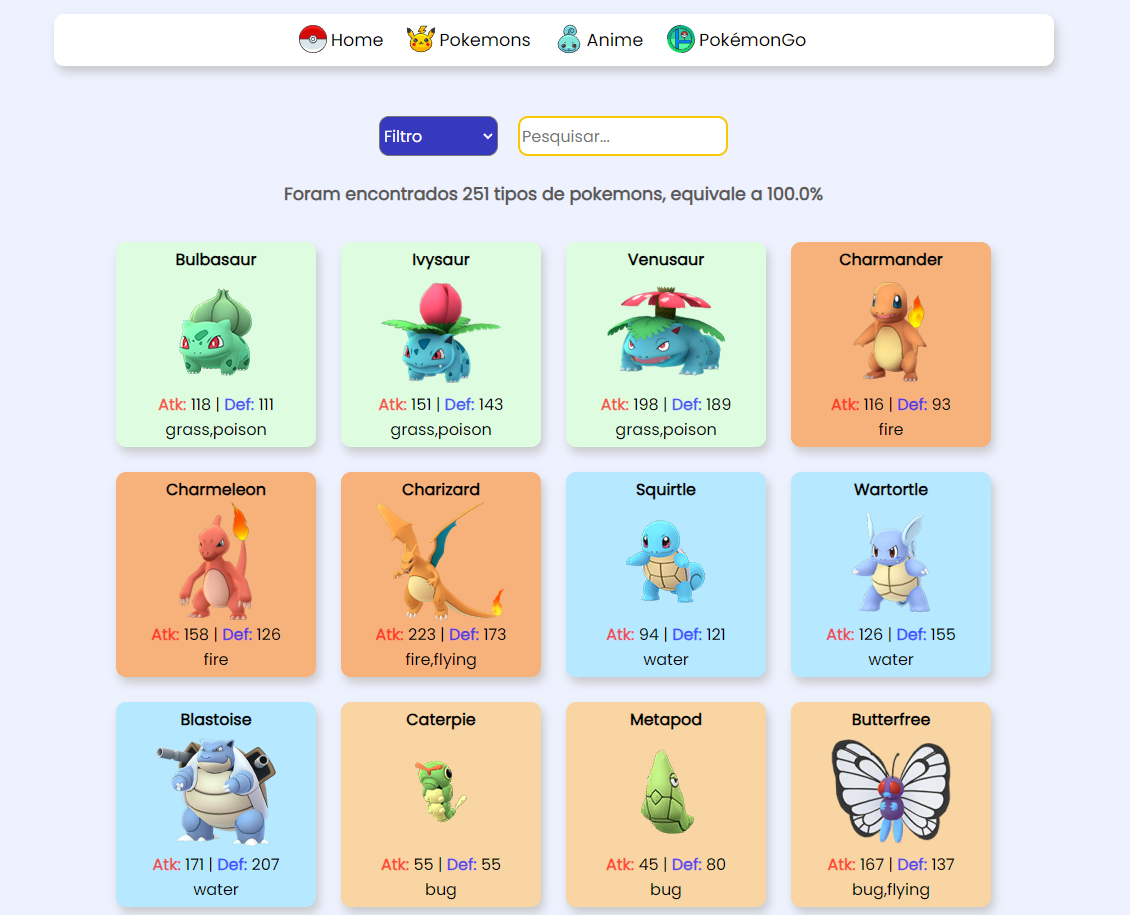 Home Pokemons Anime PokémonGo
Filtro Pesquisar...
Foram encontrados 251 tipos de pokemons, equivale a 100.0%
Bulbasaur Ivysaur Venusaur Charmander
Atk: 118 | Def: 111 Atk: 151 | Def: 143 Atk: 198 | Def: 189 Atk: 116 | Def: 93
grass,poison grass,poison grass,poison fire
Charmeleon Charizard Squirtle Wartortle
Atk: 158 | Def: 126 Atk: 223 | Def: 173 Atk: 94 | Def: 121 Atk: 126 | Def: 155
fire fire,flying water water
Blastoise Caterpie Metapod Butterfree
Atk: 171 | Def: 207 Atk: 55 | Def: 55 Atk: 45 | Def: 80 Atk: 167 | Def: 137
water bug bug bug,flying